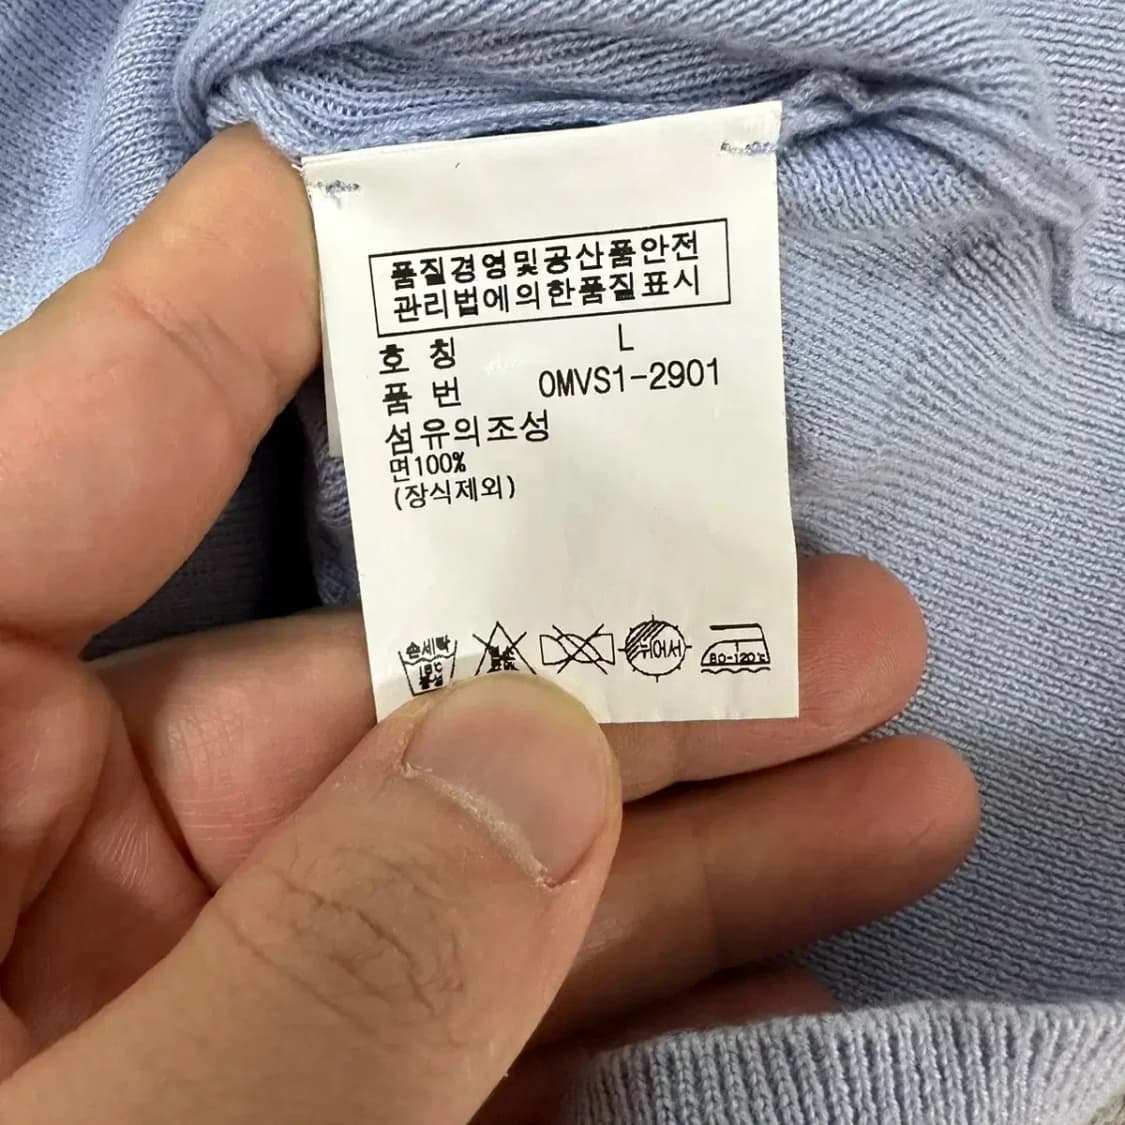 품질경영및공산품안전
관리법에의한품질표시
호 칭 L
품 번 0MVS1-2901
섬유의조성
면100%
(장식제외)
손세탁
뉘어서
80-120℃